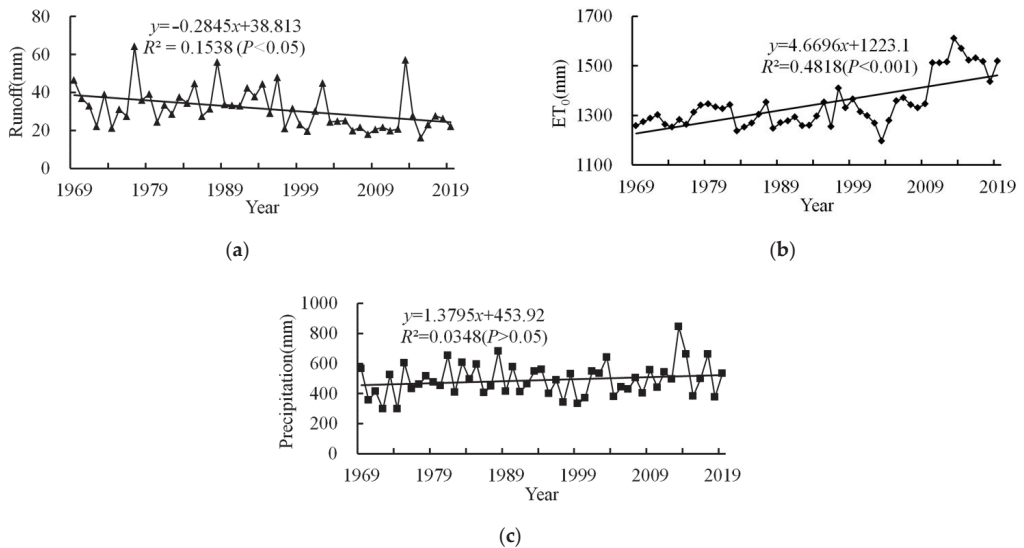 (a)
y=-0.2845x+38.813
R² = 0.1538 (P<0.05)
Runoff(mm)
80
60
40
20
0
1969 1979 1989 1999 2009 2019
Year
(b)
y=4.6696x+1223.1
R²=0.4818(P<0.001)
ET₀(mm)
1700
1500
1300
1100
1969 1979 1989 1999 2009 2019
Year
(c)
y=1.3795x+453.92
R²=0.0348(P>0.05)
Precipitation(mm)
1000
800
600
400
200
0
1969 1979 1989 1999 2009 2019
Year